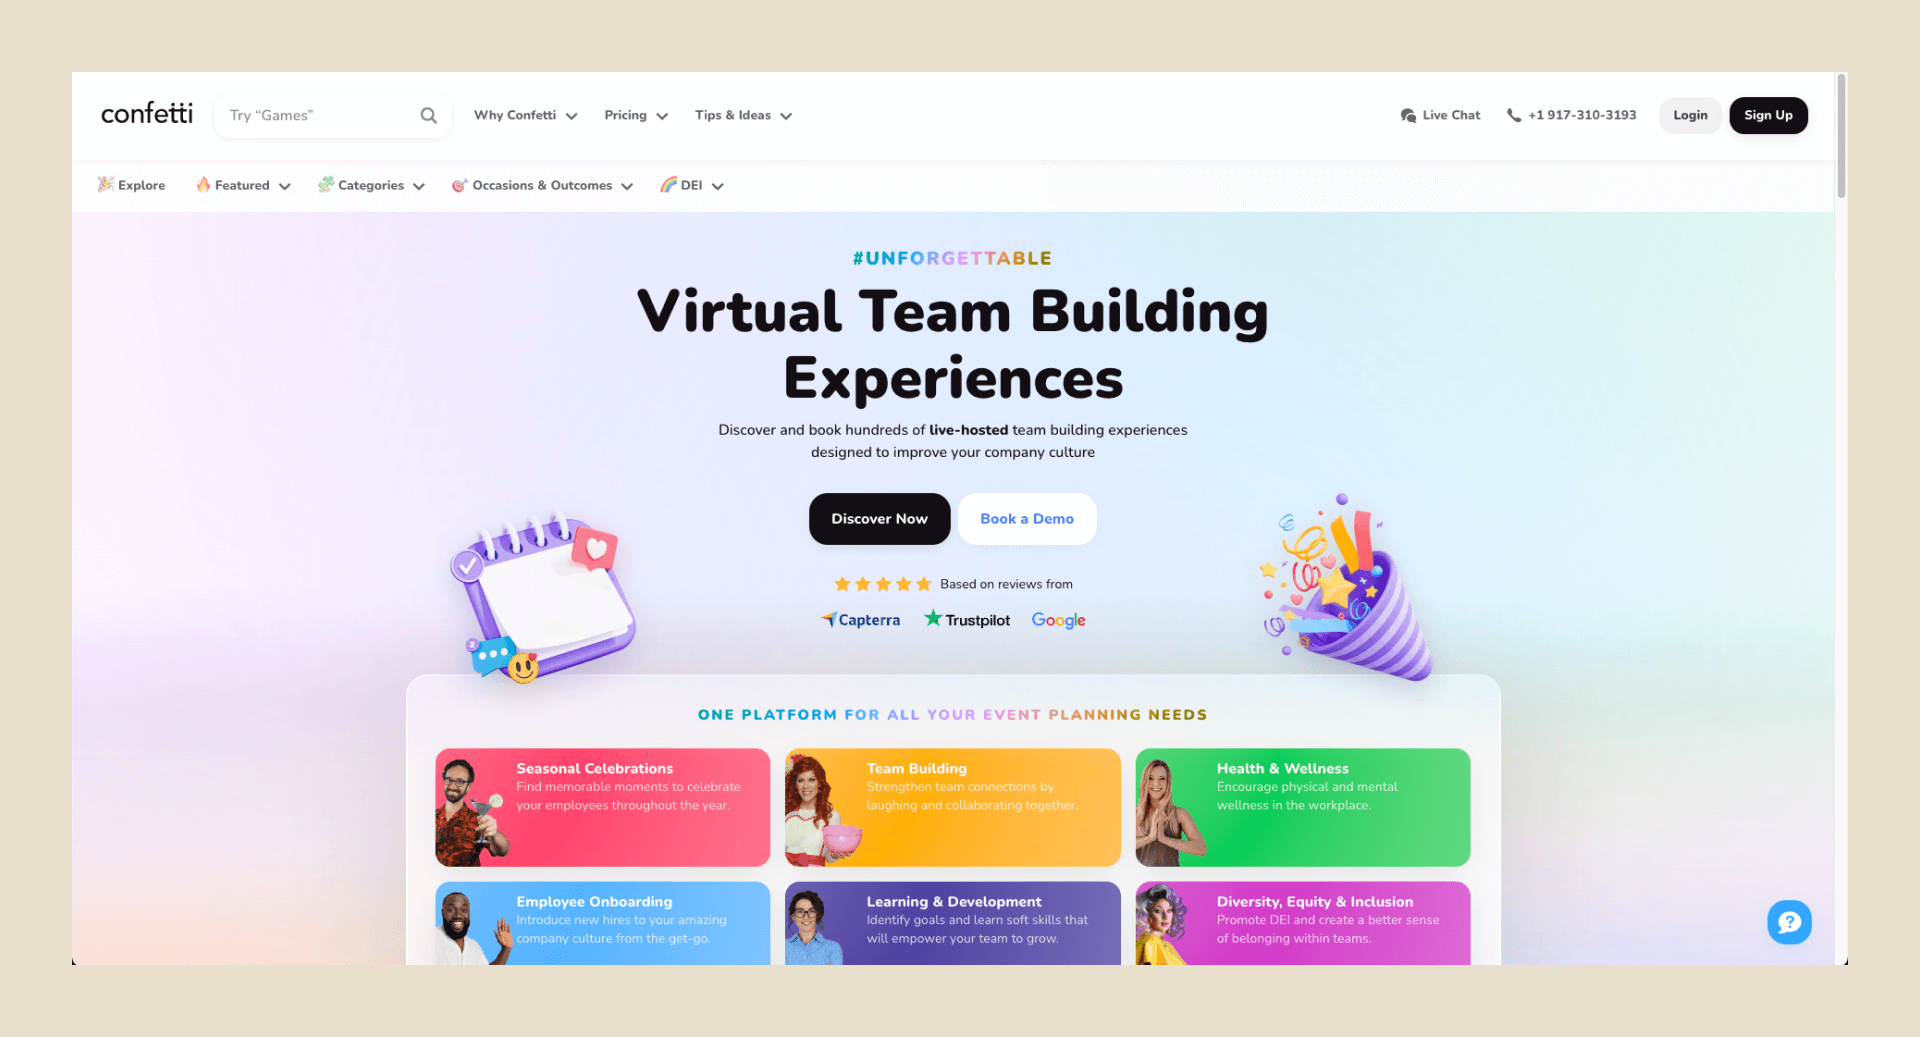 confetti
Try “Games”
Why Confetti
Pricing
Tips & Ideas
Live Chat
+1 917-310-3193
Login
Sign Up
Explore
Featured
Categories
Occasions & Outcomes
DEI
#UNFORGETTABLE
Virtual Team Building
Experiences
Discover and book hundreds of live-hosted team building experiences
designed to improve your company culture
Discover Now
Book a Demo
Based on reviews from
Capterra
Trustpilot
Google
2
ONE PLATFORM FOR ALL YOUR EVENT PLANNING NEEDS
Seasonal Celebrations
Find memorable moments to celebrate
your employees throughout the year.
Team Building
Strengthen team connections by
laughing and collaborating together.
Health & Wellness
Encourage physical and mental
wellness in the workplace.
Employee Onboarding
Introduce new hires to your amazing
company culture from the get-go.
Learning & Development
Identify goals and learn soft skills that
will empower your team to grow.
Diversity, Equity & Inclusion
Promote DEI and create a better sense
of belonging within teams.
?